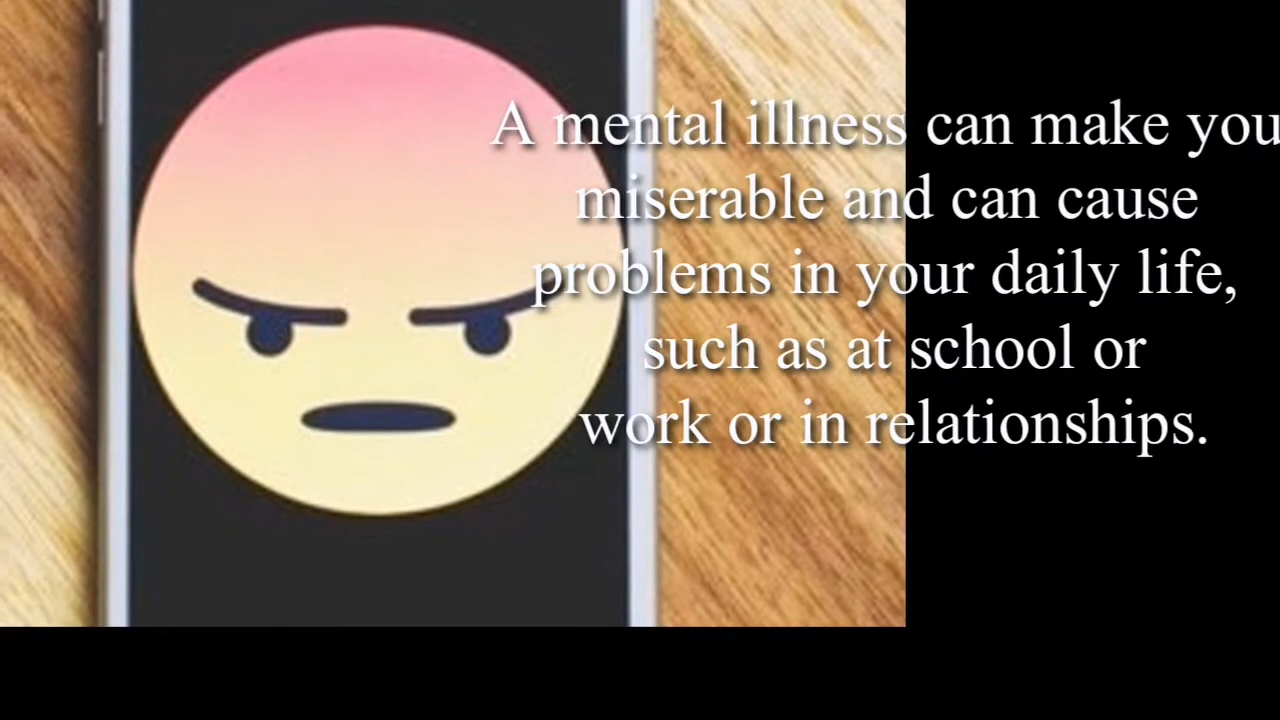 A mental illness can make you
miserable and can cause
problems in your daily life,
such as at school or
work or in relationships.